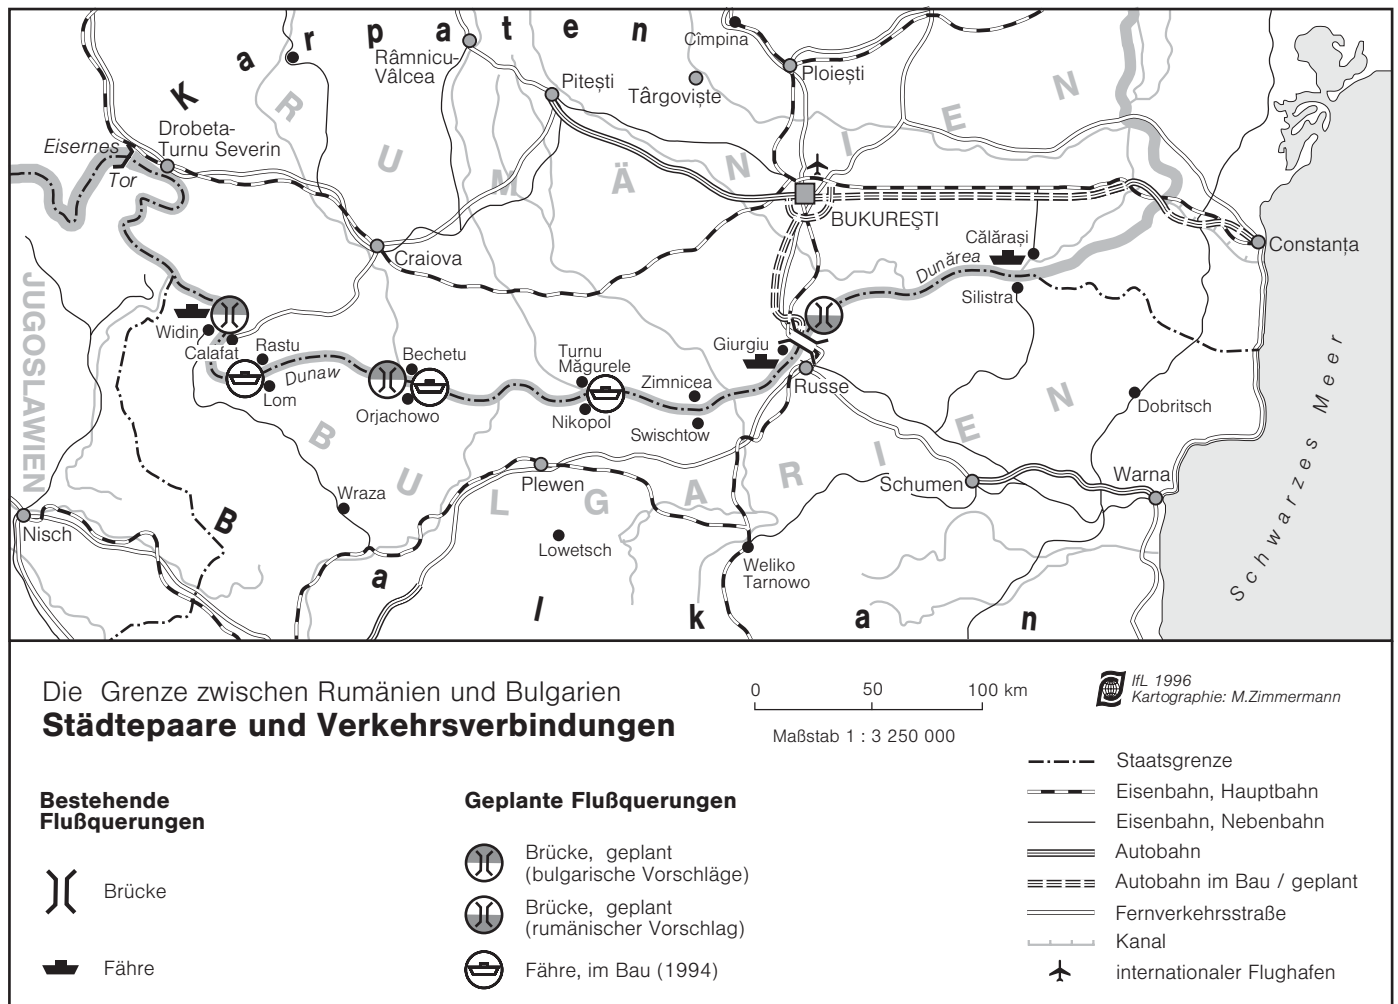 Karpaten
RUMÄNIEN
Râmnicu-
Vâlcea
Cîmpina
Ploiești
Pitești
Târgoviște
Drobeta-
Turnu Severin
Eisernes
Tor
BUKUREȘTI
Craiova
Constanța
Călărași
Dunărea
Silistra
JUGOSLAWIEN
Widin
Calafat
Rastu
Lom
Dunaw
Bechetu
Orjachowo
Turnu
Măgurele
Nikopol
Zimnicea
Swischtow
Giurgiu
Russe
Dobritsch
BULGARIEN
Schumen
Warna
Plewen
Wraza
Lowetsch
Weliko
Tarnowo
Nisch
Balkan
Schwarzes Meer
Die Grenze zwischen Rumänien und Bulgarien
Städtepaare und Verkehrsverbindungen
0 50 100 km
Maßstab 1 : 3 250 000
IfL 1996
Kartographie: M.Zimmermann
Bestehende
Flußquerungen
Brücke
Fähre
Geplante Flußquerungen
Brücke, geplant
(bulgarische Vorschläge)
Brücke, geplant
(rumänischer Vorschlag)
Fähre, im Bau (1994)
Staatsgrenze
Eisenbahn, Hauptbahn
Eisenbahn, Nebenbahn
Autobahn
Autobahn im Bau / geplant
Fernverkehrsstraße
Kanal
internationaler Flughafen